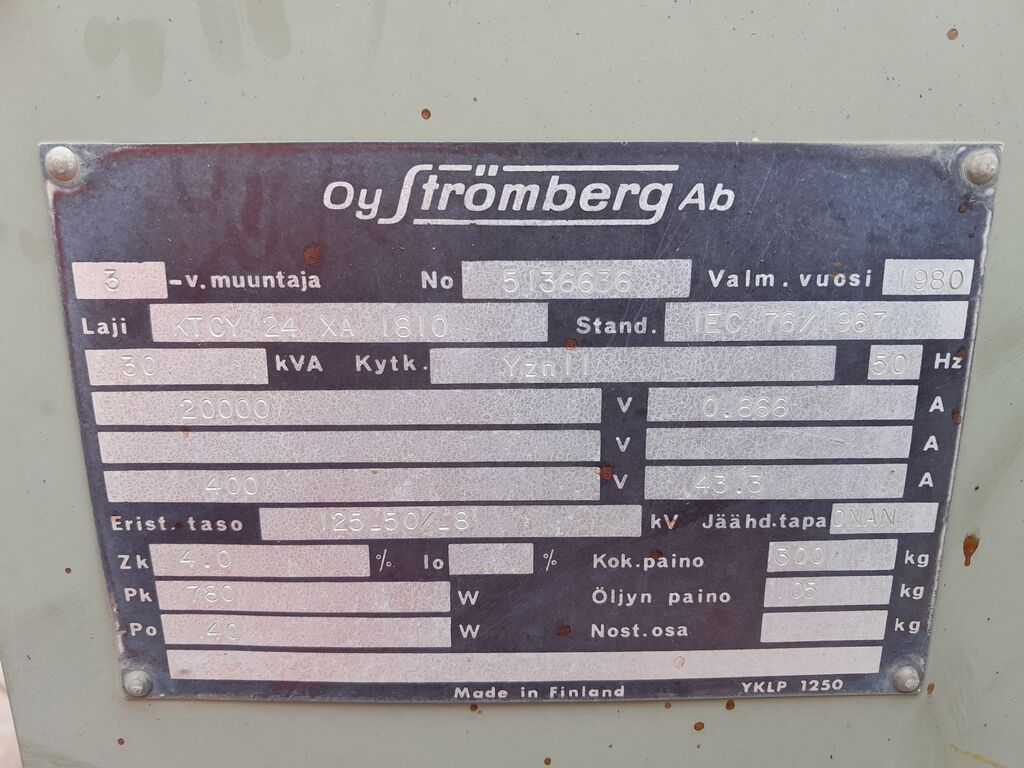 Oy Strömberg Ab
3 -v. muuntaja No 5136636 Valm. vuosi 1980
Laji KTCY 24 XA 1810 Stand. IEC 76/1967
30 kVA Kytk. Yzn11 50 Hz
20000 V 0.866 A
V A
400 V 43.3 A
Erist. taso 125-50/-8 kV Jäähd.tapa ONAN
Zk 4.0 % Io % Kok. paino 300 kg
Pk 780 W Öljyn paino 105 kg
Po W Nost. osa kg
Made in Finland YKLP 1250